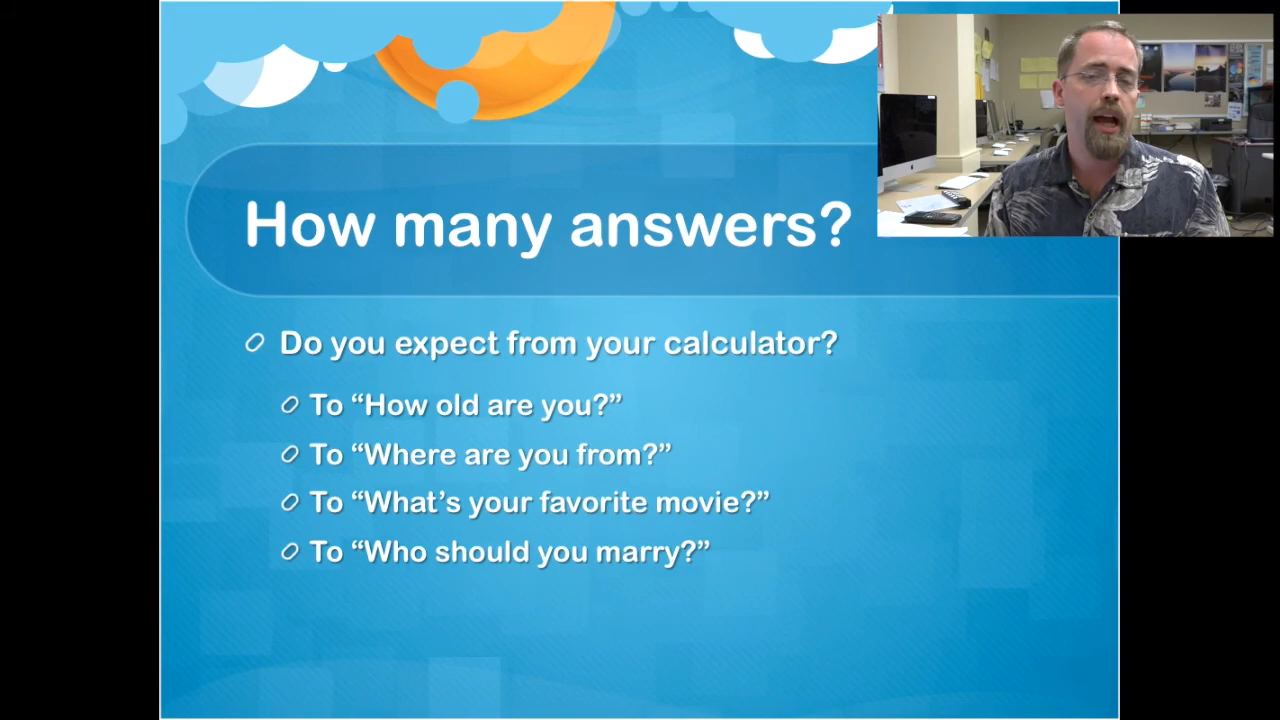 How many answers?
Do you expect from your calculator?
To “How old are you?”
To “Where are you from?”
To “What’s your favorite movie?”
To “Who should you marry?”